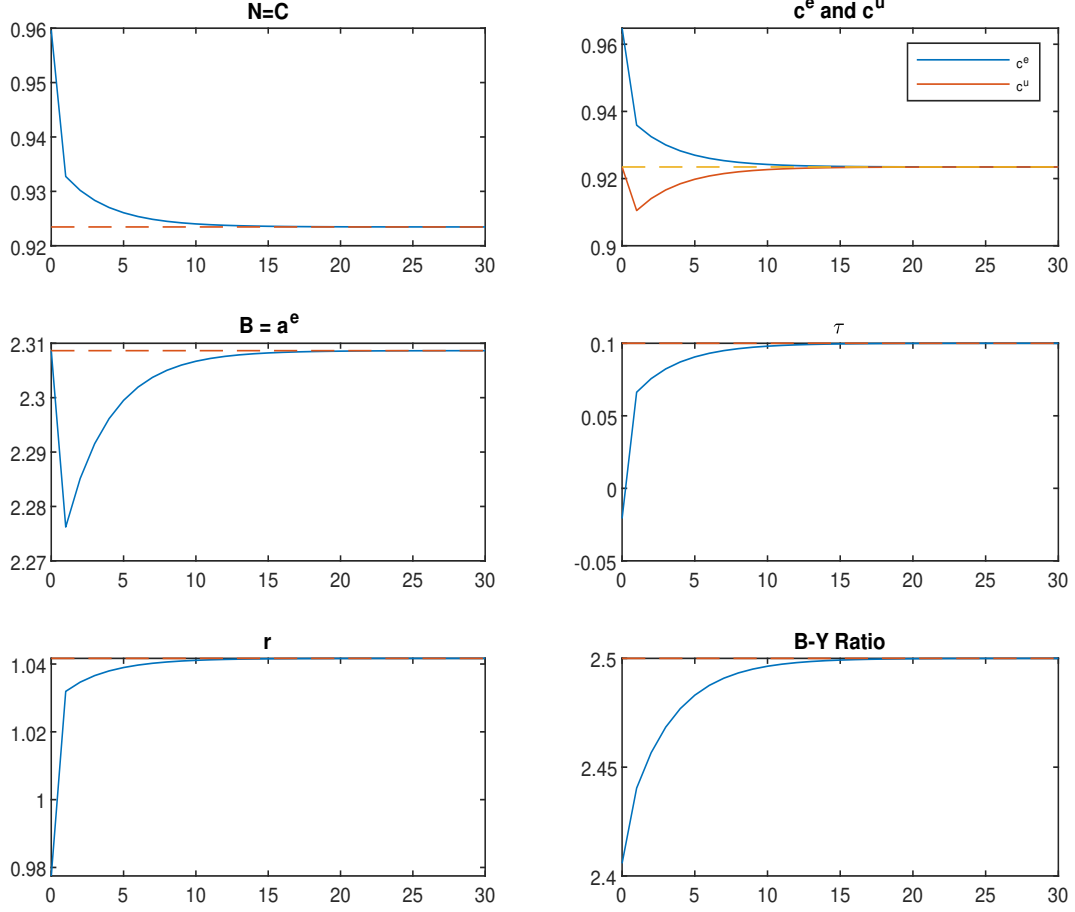 N=C
0.96
0.95
0.94
0.93
0.92
0 5 10 15 20 25 30
c^e and c^u
0.96
0.94
0.92
0.9
0 5 10 15 20 25 30
c^e
c^u
B = a^e
2.31
2.3
2.29
2.28
2.27
0 5 10 15 20 25 30
τ
0.1
0.05
0
-0.05
0 5 10 15 20 25 30
r
1.04
1.02
1
0.98
0 5 10 15 20 25 30
B-Y Ratio
2.5
2.45
2.4
0 5 10 15 20 25 30